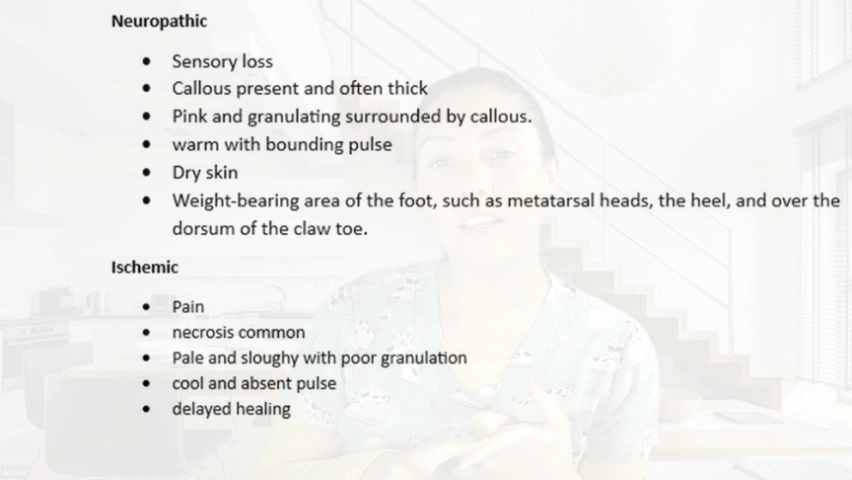 Neuropathic
• Sensory loss
• Callous present and often thick
• Pink and granulating surrounded by callous.
• warm with bounding pulse
• Dry skin
• Weight-bearing area of the foot, such as metatarsal heads, the heel, and over the
dorsum of the claw toe.
Ischemic
• Pain
• necrosis common
• Pale and sloughy with poor granulation
• cool and absent pulse
• delayed healing